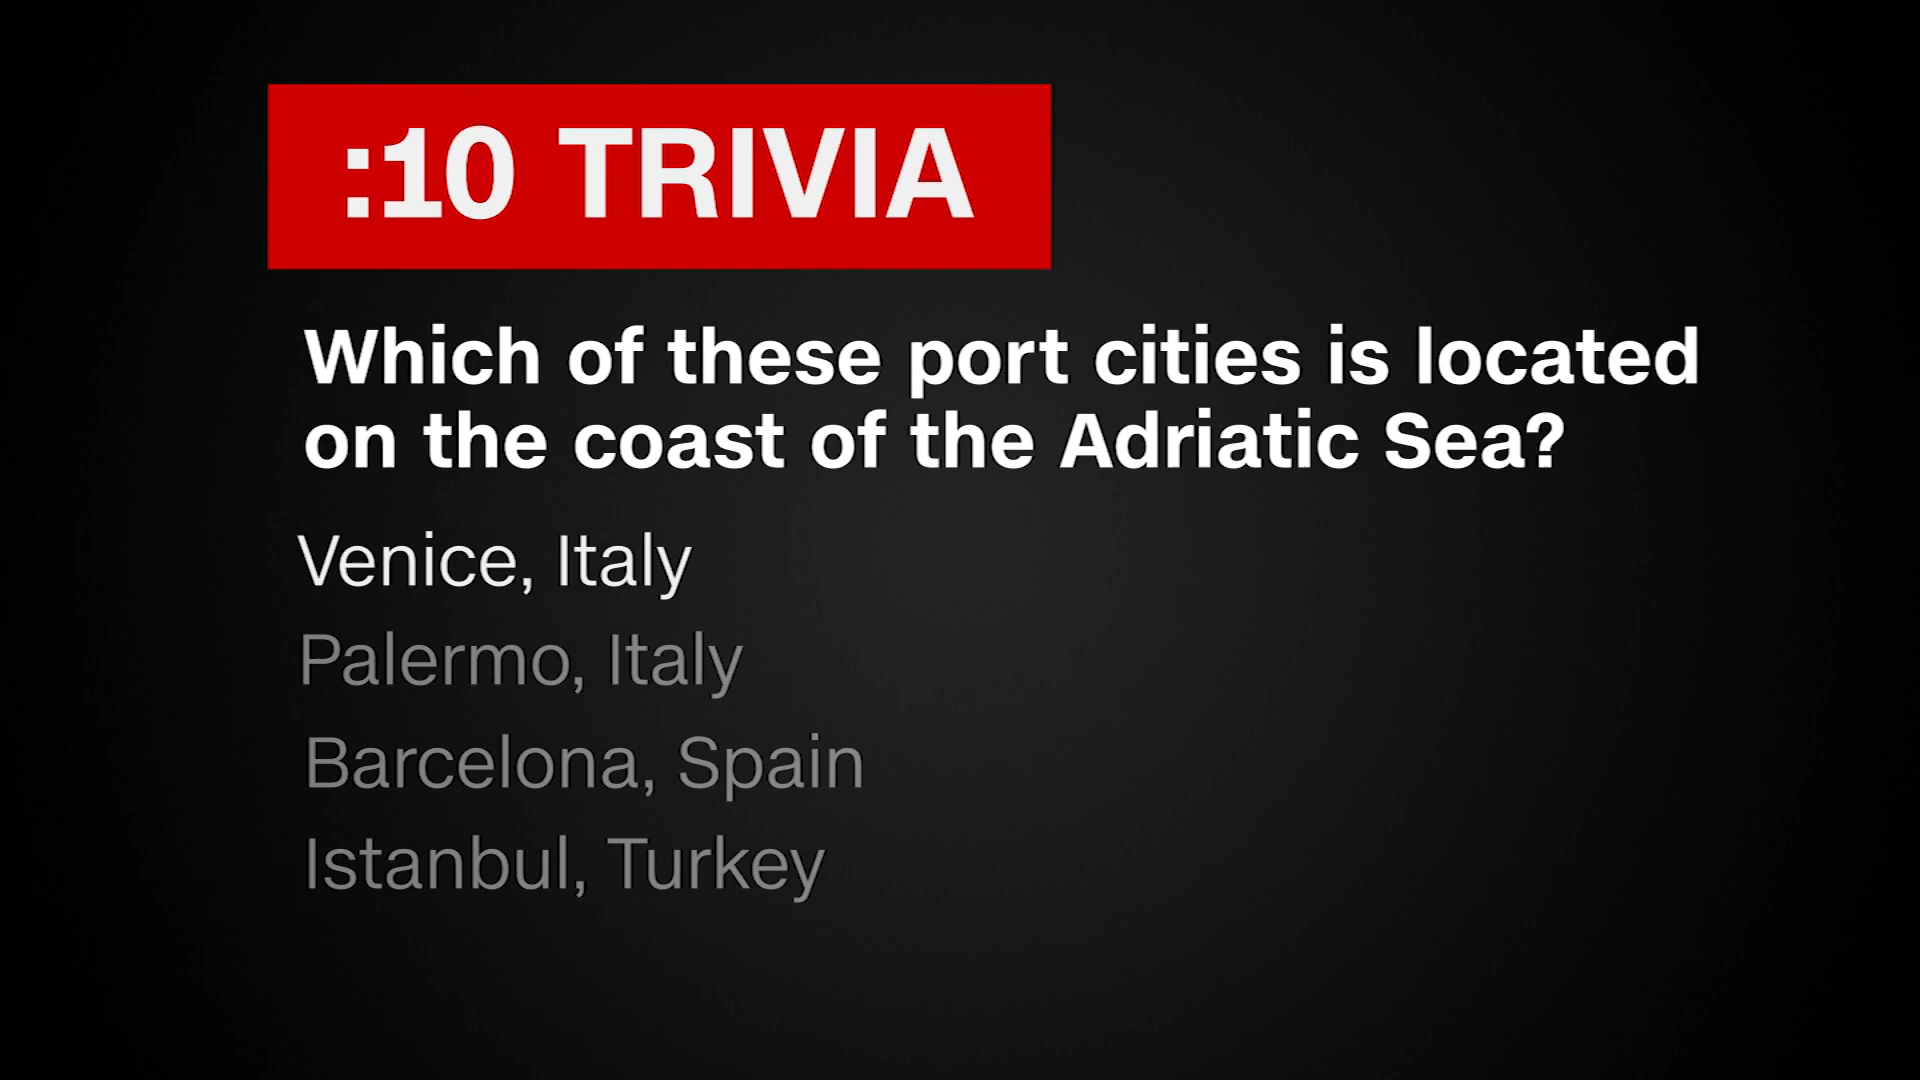 :10 TRIVIA
Which of these port cities is located
on the coast of the Adriatic Sea?
Venice, Italy
Palermo, Italy
Barcelona, Spain
Istanbul, Turkey